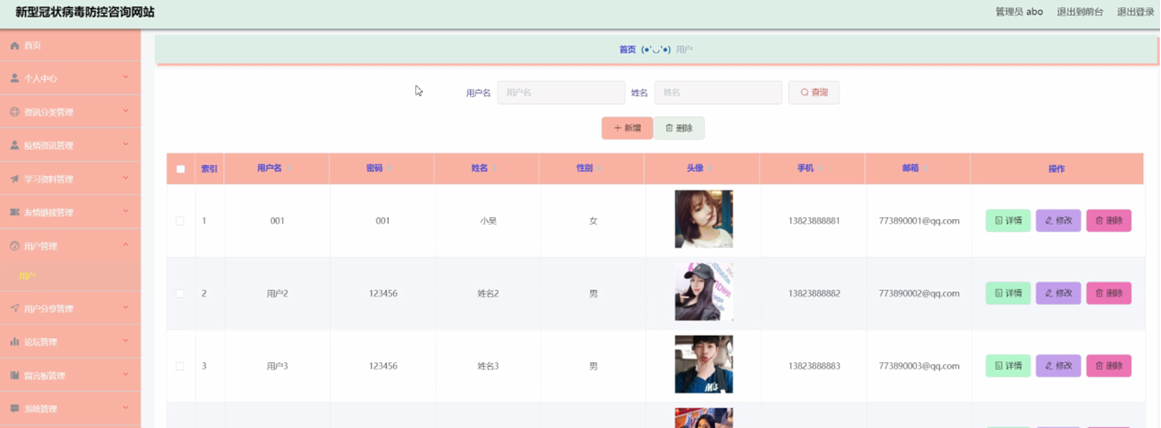 新型冠状病毒防控咨询网站
管理员 abo 退出到前台 退出登录
首页
个人中心
资讯分类管理
疫情资讯管理
学习资料管理
友情链接管理
用户管理
用户
用户分享管理
论坛管理
留言板管理
系统管理
首页 (●'◡'●) 用户
用户名 用户名 姓名 姓名 查询
+ 新增 删除
索引 用户名 密码 姓名 性别 头像 手机 邮箱 操作
1 001 001 小吴 女 13823888881 773890001@qq.com 详情 修改 删除
2 用户2 123456 姓名2 男 13823888882 773890002@qq.com 详情 修改 删除
3 用户3 123456 姓名3 男 13823888883 773890003@qq.com 详情 修改 删除